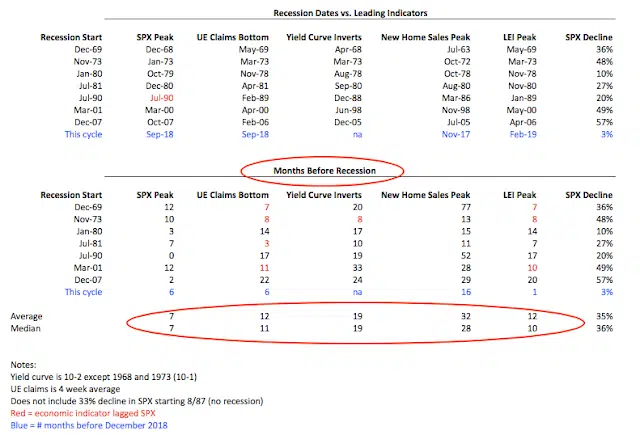 Recession Dates vs. Leading Indicators
Recession Start SPX Peak UE Claims Bottom Yield Curve Inverts New Home Sales Peak LEI Peak SPX Decline
Dec-69 Dec-68 May-69 Apr-68 Jul-63 May-69 36%
Nov-73 Jan-73 Mar-73 Mar-73 Oct-72 Mar-73 48%
Jan-80 Oct-79 Nov-78 Aug-78 Oct-78 Nov-78 10%
Jul-81 Dec-80 Apr-81 Sep-80 Aug-80 Nov-80 27%
Jul-90 Jul-90 Feb-89 Dec-88 Mar-86 Jan-89 20%
Mar-01 Mar-00 Apr-00 Jun-98 Nov-98 May-00 49%
Dec-07 Oct-07 Feb-06 Dec-05 Jul-05 Apr-06 57%
This cycle Sep-18 Sep-18 na Nov-17 Feb-19 3%
Months Before Recession
Recession Start SPX Peak UE Claims Bottom Yield Curve Inverts New Home Sales Peak LEI Peak SPX Decline
Dec-69 12 7 20 77 7 36%
Nov-73 10 8 8 13 8 48%
Jan-80 3 14 17 15 14 10%
Jul-81 7 3 10 11 7 27%
Jul-90 0 17 19 52 17 20%
Mar-01 12 11 33 28 10 49%
Dec-07 2 22 24 29 20 57%
This cycle 6 6 na 16 1 3%
Average 7 12 19 32 12 35%
Median 7 11 19 28 10 36%
Notes:
Yield curve is 10-2 except 1968 and 1973 (10-1)
UE claims is 4 week average
Does not include 33% decline in SPX starting 8/87 (no recession)
Red = economic indicator lagged SPX
Blue = # months before December 2018